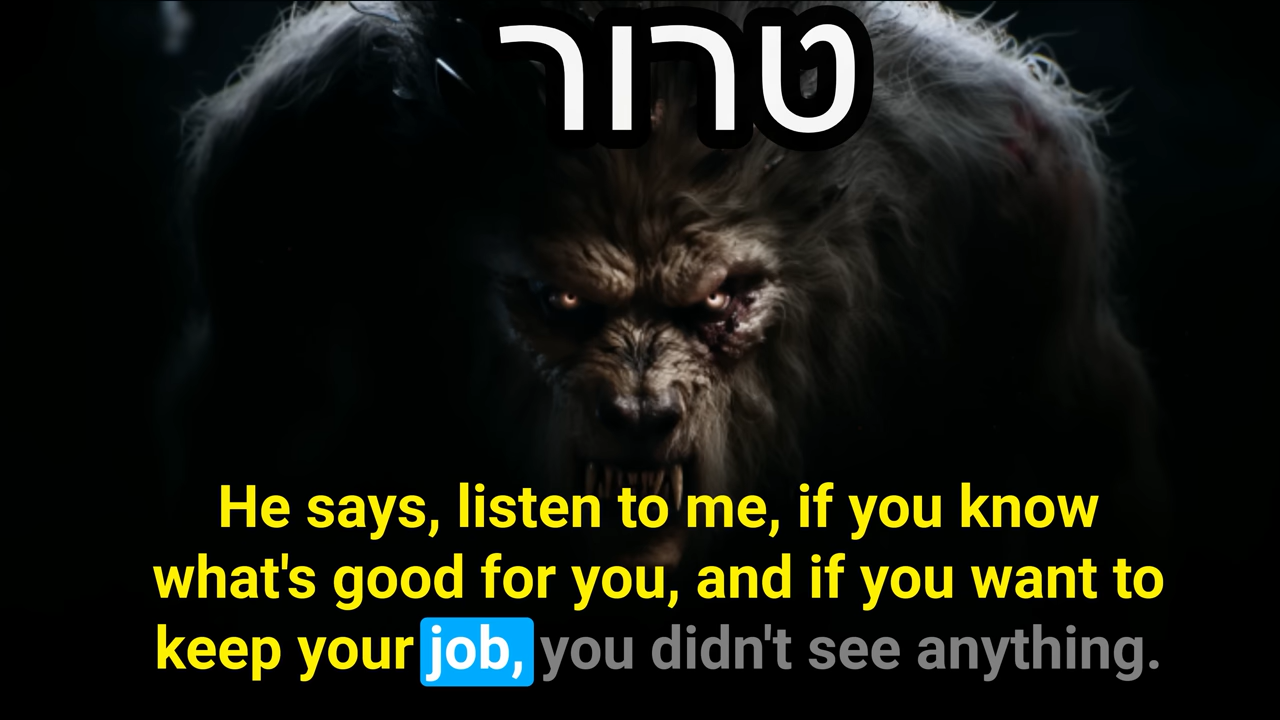 טרור
He says, listen to me, if you know
what's good for you, and if you want to
keep your job, you didn't see anything.